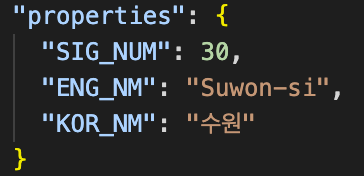 "properties": {
"SIG_NUM": 30,
"ENG_NM": "Suwon-si",
"KOR_NM": "수원"
}